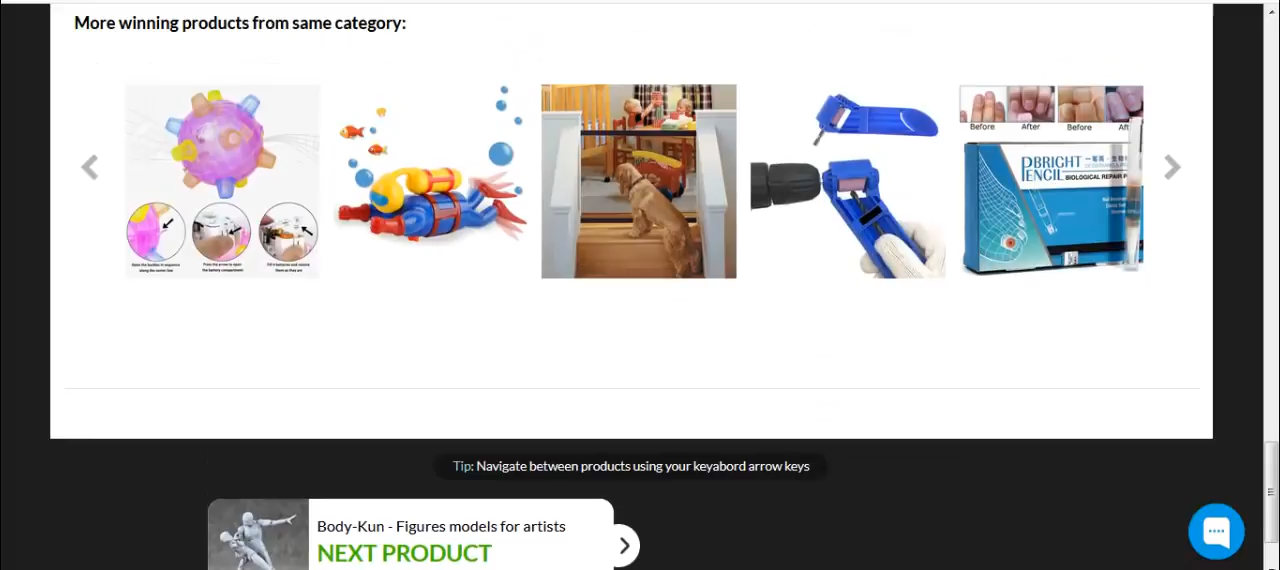 More winning products from same category:
Before
After
Before
PBRIGHT
PENCIL
BIOLOGICAL REPAIR
Tip: Navigate between products using your keyabord arrow keys
Body-Kun - Figures models for artists
NEXT PRODUCT